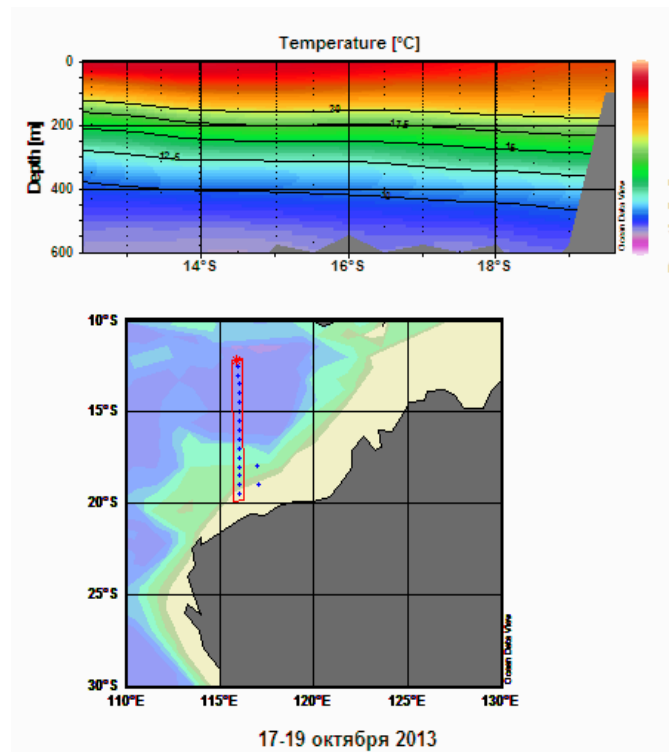 Temperature [°C]
0
200
400
600
Depth [m]
20
17.5
15
12.5
10
14°S
16°S
18°S
Ocean Data View
10°S
15°S
20°S
25°S
30°S
110°E
115°E
120°E
125°E
130°E
Ocean Data View
17-19 октября 2013